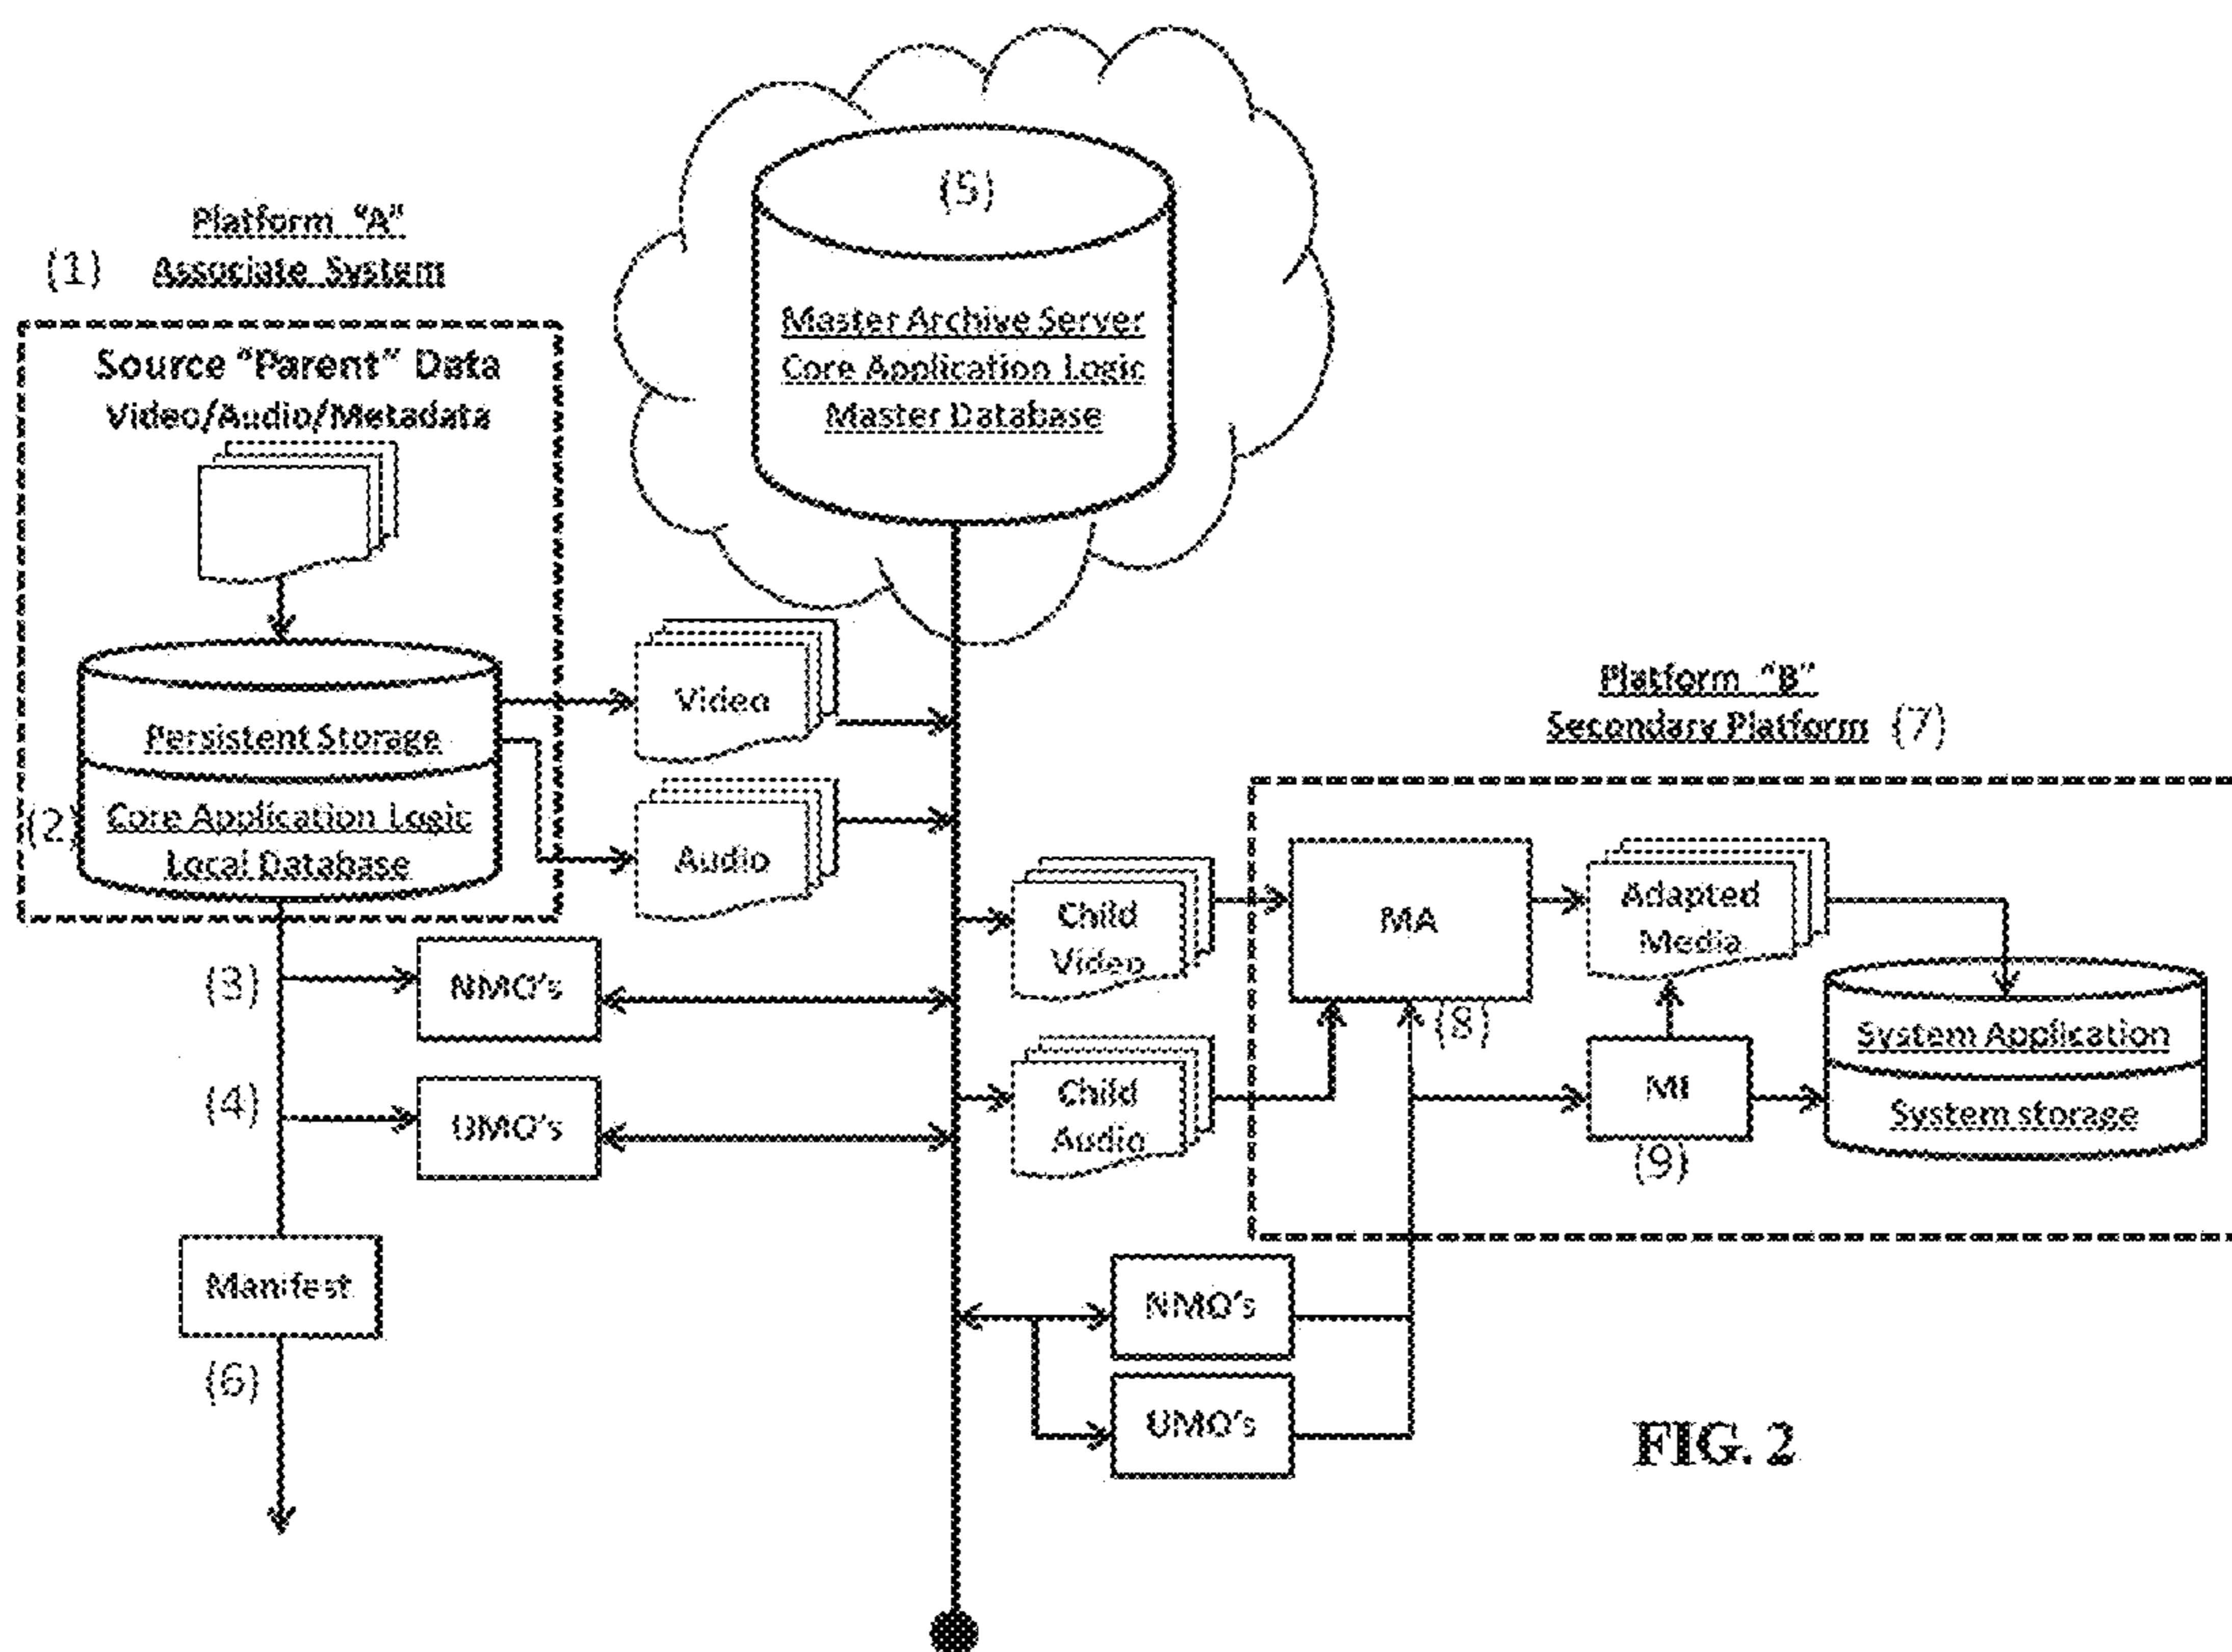 (5)
Master Archive Server
Core Application Logic
Master Database
Platform "A"
(1) Associate System
Source "Parent" Data
Video/Audio/Metadata
Persistent Storage
(2)
Core Application Logic
Local Database
Video
Audio
(3)
NMO's
(4)
UMO's
Manifest
(6)
Child
Video
Child
Audio
NMO's
UMO's
Platform "B"
Secondary Platform (7)
MA
(8)
Adapted
Media
MI
(9)
System Application
System storage
FIG. 2